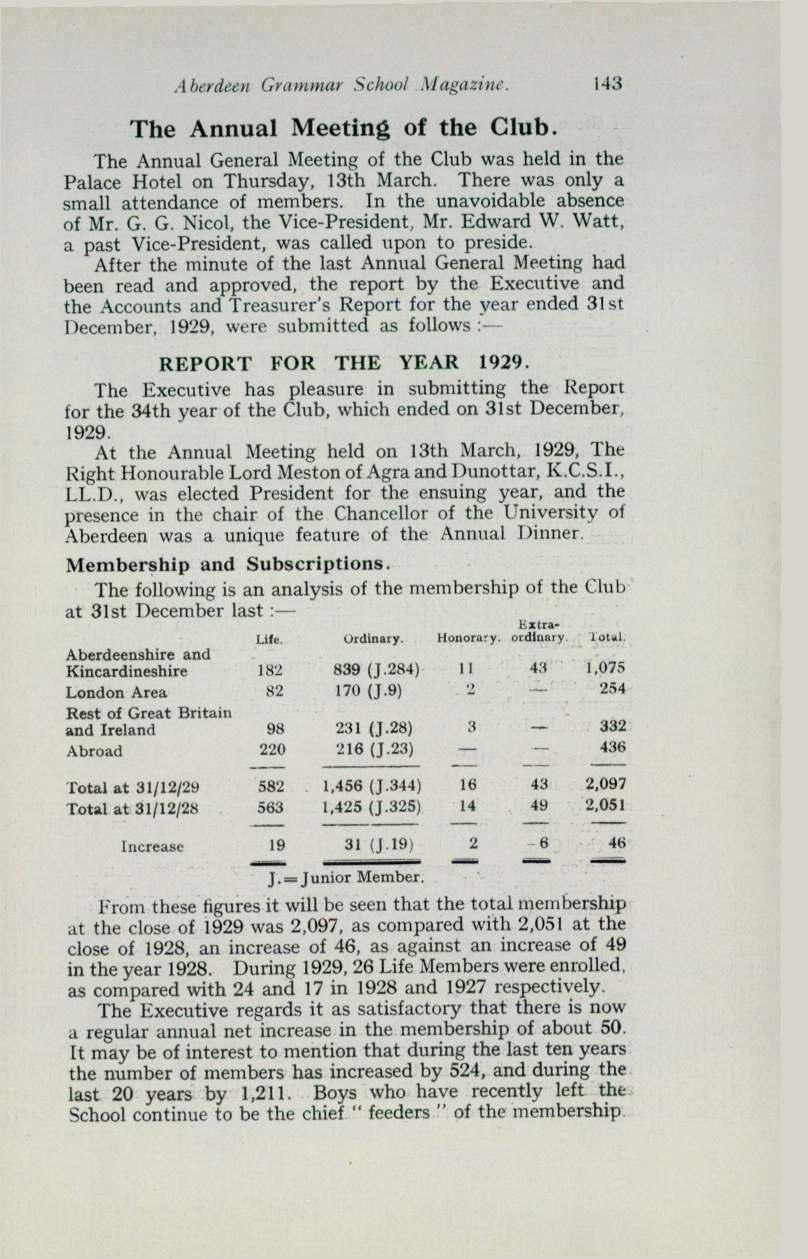 Aberdeen Grammar School Magazine. 143
The Annual Meeting of the Club.
The Annual General Meeting of the Club was held in the
Palace Hotel on Thursday, 13th March. There was only a
small attendance of members. In the unavoidable absence
of Mr. G. G. Nicol, the Vice-President, Mr. Edward W. Watt,
a past Vice-President, was called upon to preside.
After the minute of the last Annual General Meeting had
been read and approved, the report by the Executive and
the Accounts and Treasurer's Report for the year ended 31st
December, 1929, were submitted as follows :—
REPORT FOR THE YEAR 1929.
The Executive has pleasure in submitting the Report
for the 34th year of the Club, which ended on 31st December,
1929.
At the Annual Meeting held on 13th March, 1929, The
Right Honourable Lord Meston of Agra and Dunottar, K.C.S.I.,
LL.D., was elected President for the ensuing year, and the
presence in the chair of the Chancellor of the University of
Aberdeen was a unique feature of the Annual Dinner.
Membership and Subscriptions.
The following is an analysis of the membership of the Club
at 31st December last :—
Extra-
Life. Ordinary. Honorary. ordinary. Total.
Aberdeenshire and
Kincardineshire 182 839 (J.284) 11 43 1,075
London Area 82 170 (J.9) 2 — 254
Rest of Great Britain
and Ireland 98 231 (J.28) 3 — 332
Abroad 220 216 (J.23) — — 436
Total at 31/12/29 582 1,456 (J.344) 16 43 2,097
Total at 31/12/28 563 1,425 (J.325) 14 49 2,051
Increase 19 31 (J.19) 2 -6 46
J.=Junior Member.
From these figures it will be seen that the total membership
at the close of 1929 was 2,097, as compared with 2,051 at the
close of 1928, an increase of 46, as against an increase of 49
in the year 1928. During 1929, 26 Life Members were enrolled,
as compared with 24 and 17 in 1928 and 1927 respectively.
The Executive regards it as satisfactory that there is now
a regular annual net increase in the membership of about 50.
It may be of interest to mention that during the last ten years
the number of members has increased by 524, and during the
last 20 years by 1,211. Boys who have recently left the
School continue to be the chief " feeders " of the membership.